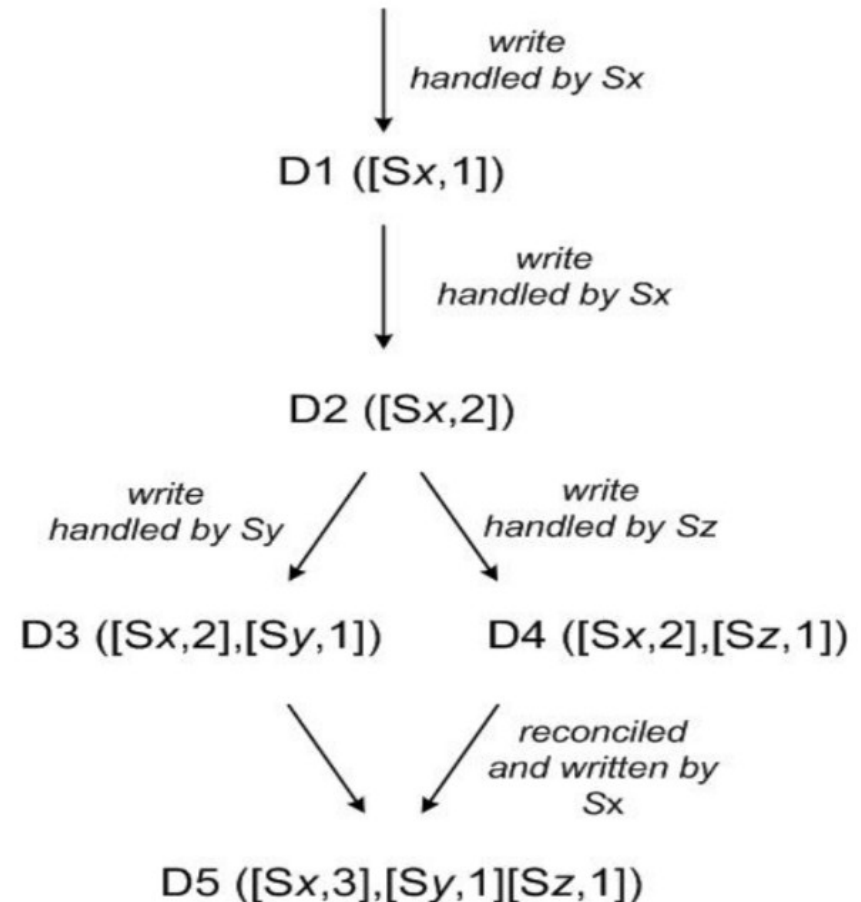 write
handled by Sx
D1 ([Sx,1])
write
handled by Sx
D2 ([Sx,2])
write
handled by Sy
write
handled by Sz
D3 ([Sx,2],[Sy,1])
D4 ([Sx,2],[Sz,1])
reconciled
and written by
Sx
D5 ([Sx,3],[Sy,1][Sz,1])